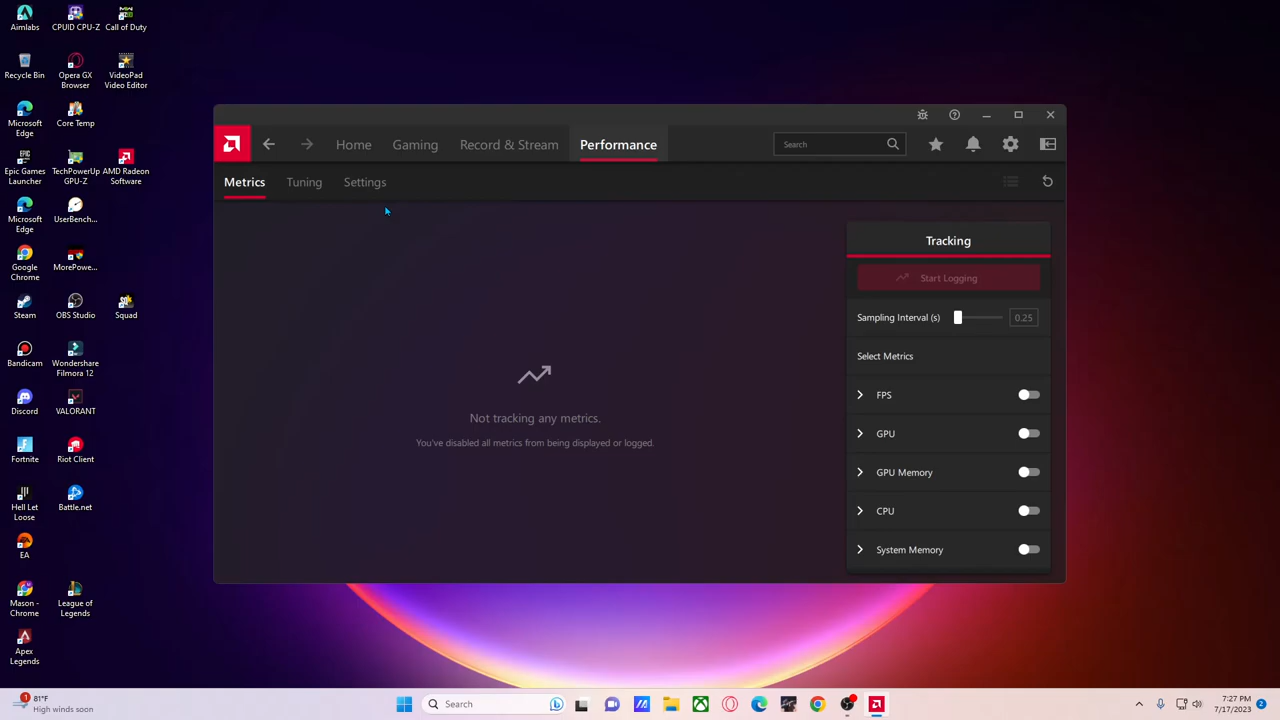 Aimlabs
CPUID CPU-Z
Call of Duty
Recycle Bin
Opera GX
Browser
VideoPad
Video Editor
Microsoft
Edge
Core Temp
Epic Games
Launcher
TechPowerUp
GPU-Z
AMD Radeon
Software
Microsoft
Edge
UserBench...
Google
Chrome
MorePowe...
Steam
OBS Studio
Squad
Bandicam
Wondershare
Filmora 12
Discord
VALORANT
Fortnite
Riot Client
Hell Let
Loose
Battle.net
EA
Mason -
Chrome
League of
Legends
Apex
Legends
Home
Gaming
Record & Stream
Performance
Search
Metrics
Tuning
Settings
Not tracking any metrics.
You've disabled all metrics from being displayed or logged.
Tracking
Start Logging
Sampling Interval (s)
0.25
Select Metrics
FPS
GPU
GPU Memory
CPU
System Memory
1
81°F
High winds soon
Search
7:27 PM
7/17/2023
2